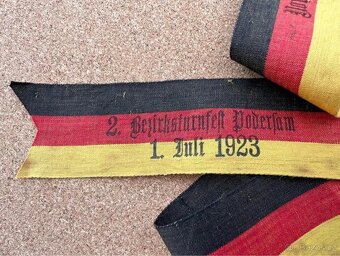 2. Bezirksturnfest Podersam
1. Juli 1923